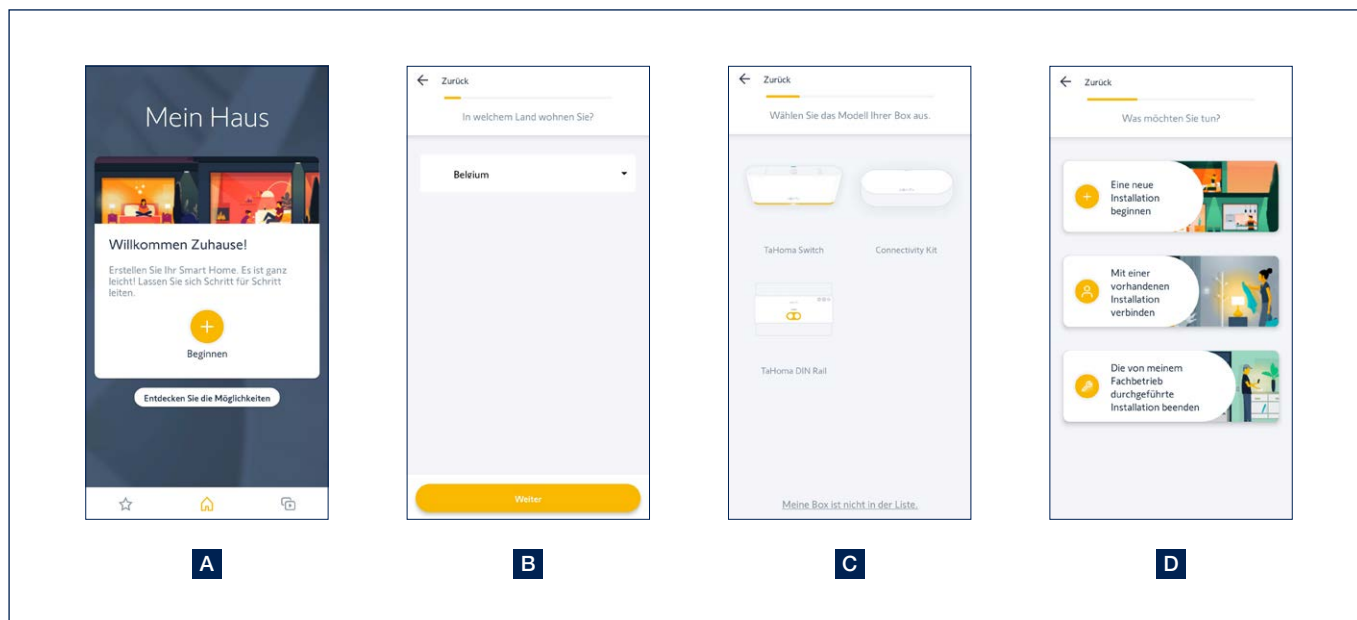 Mein Haus
Willkommen Zuhause!
Erstellen Sie Ihr Smart Home. Es ist ganz
leicht! Lassen Sie sich Schritt für Schritt
leiten.
Beginnen
Entdecken Sie die Möglichkeiten
A
Zurück
In welchem Land wohnen Sie?
Belgium
Weiter
B
Zurück
Wählen Sie das Modell Ihrer Box aus.
TaHoma Switch
Connectivity Kit
TaHoma DIN Rail
Meine Box ist nicht in der Liste.
C
Zurück
Was möchten Sie tun?
Eine neue
Installation
beginnen
Mit einer
vorhandenen
Installation
verbinden
Die von meinem
Fachbetrieb
durchgeführte
Installation beenden
D